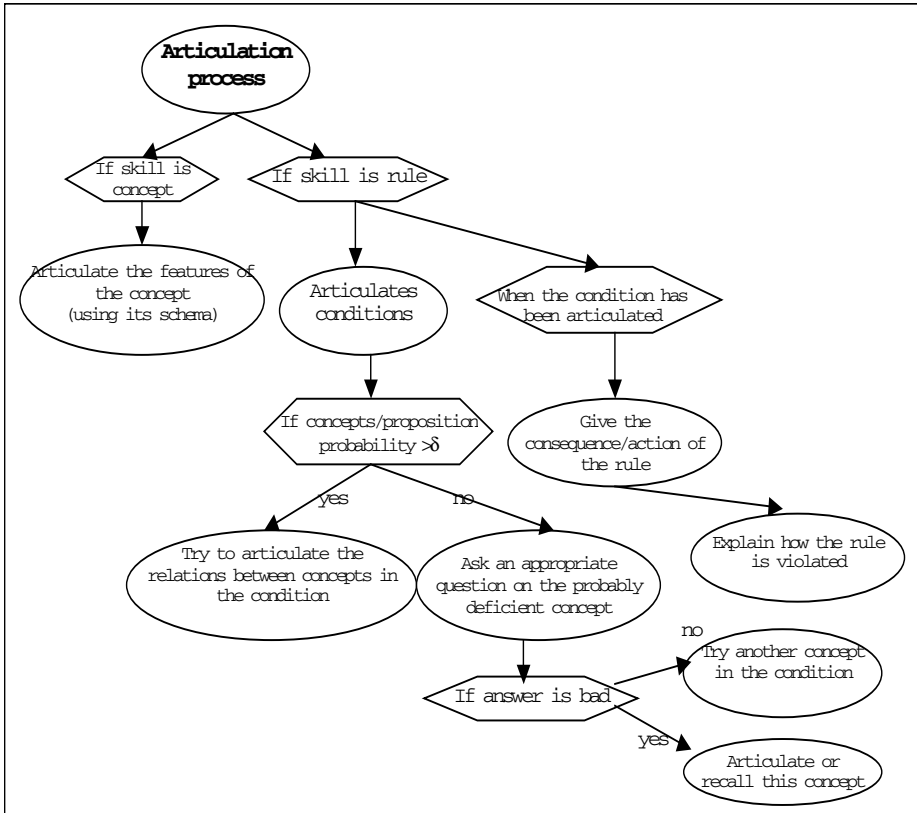 Articulation
process
If skill is
concept
If skill is rule
Articulate the features of
the concept
(using its schema)
Articulates
conditions
When the condition has
been articulated
If concepts/proposition
probability >δ
Give the
consequence/action of
the rule
yes
no
Try to articulate the
relations between concepts in
the condition
Ask an appropriate
question on the probably
deficient concept
Explain how the rule
is violated
If answer is bad
no
Try another concept
in the condition
yes
Articulate or
recall this concept